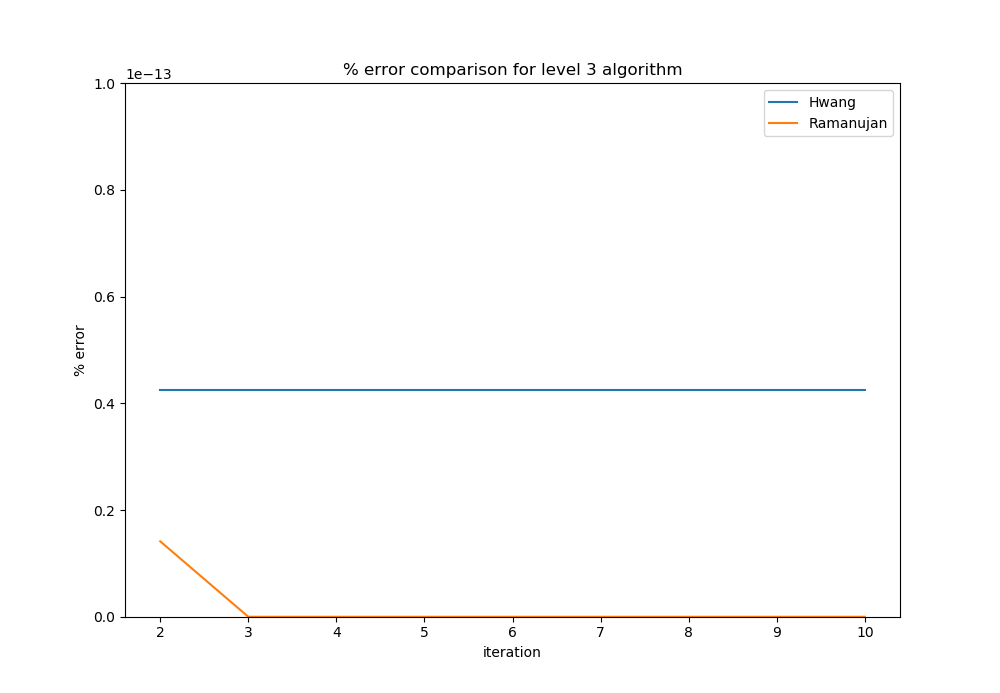 % error comparison for level 3 algorithm
1e−13
1.0
0.8
0.6
0.4
0.2
0.0
% error
Hwang
Ramanujan
2 3 4 5 6 7 8 9 10
iteration